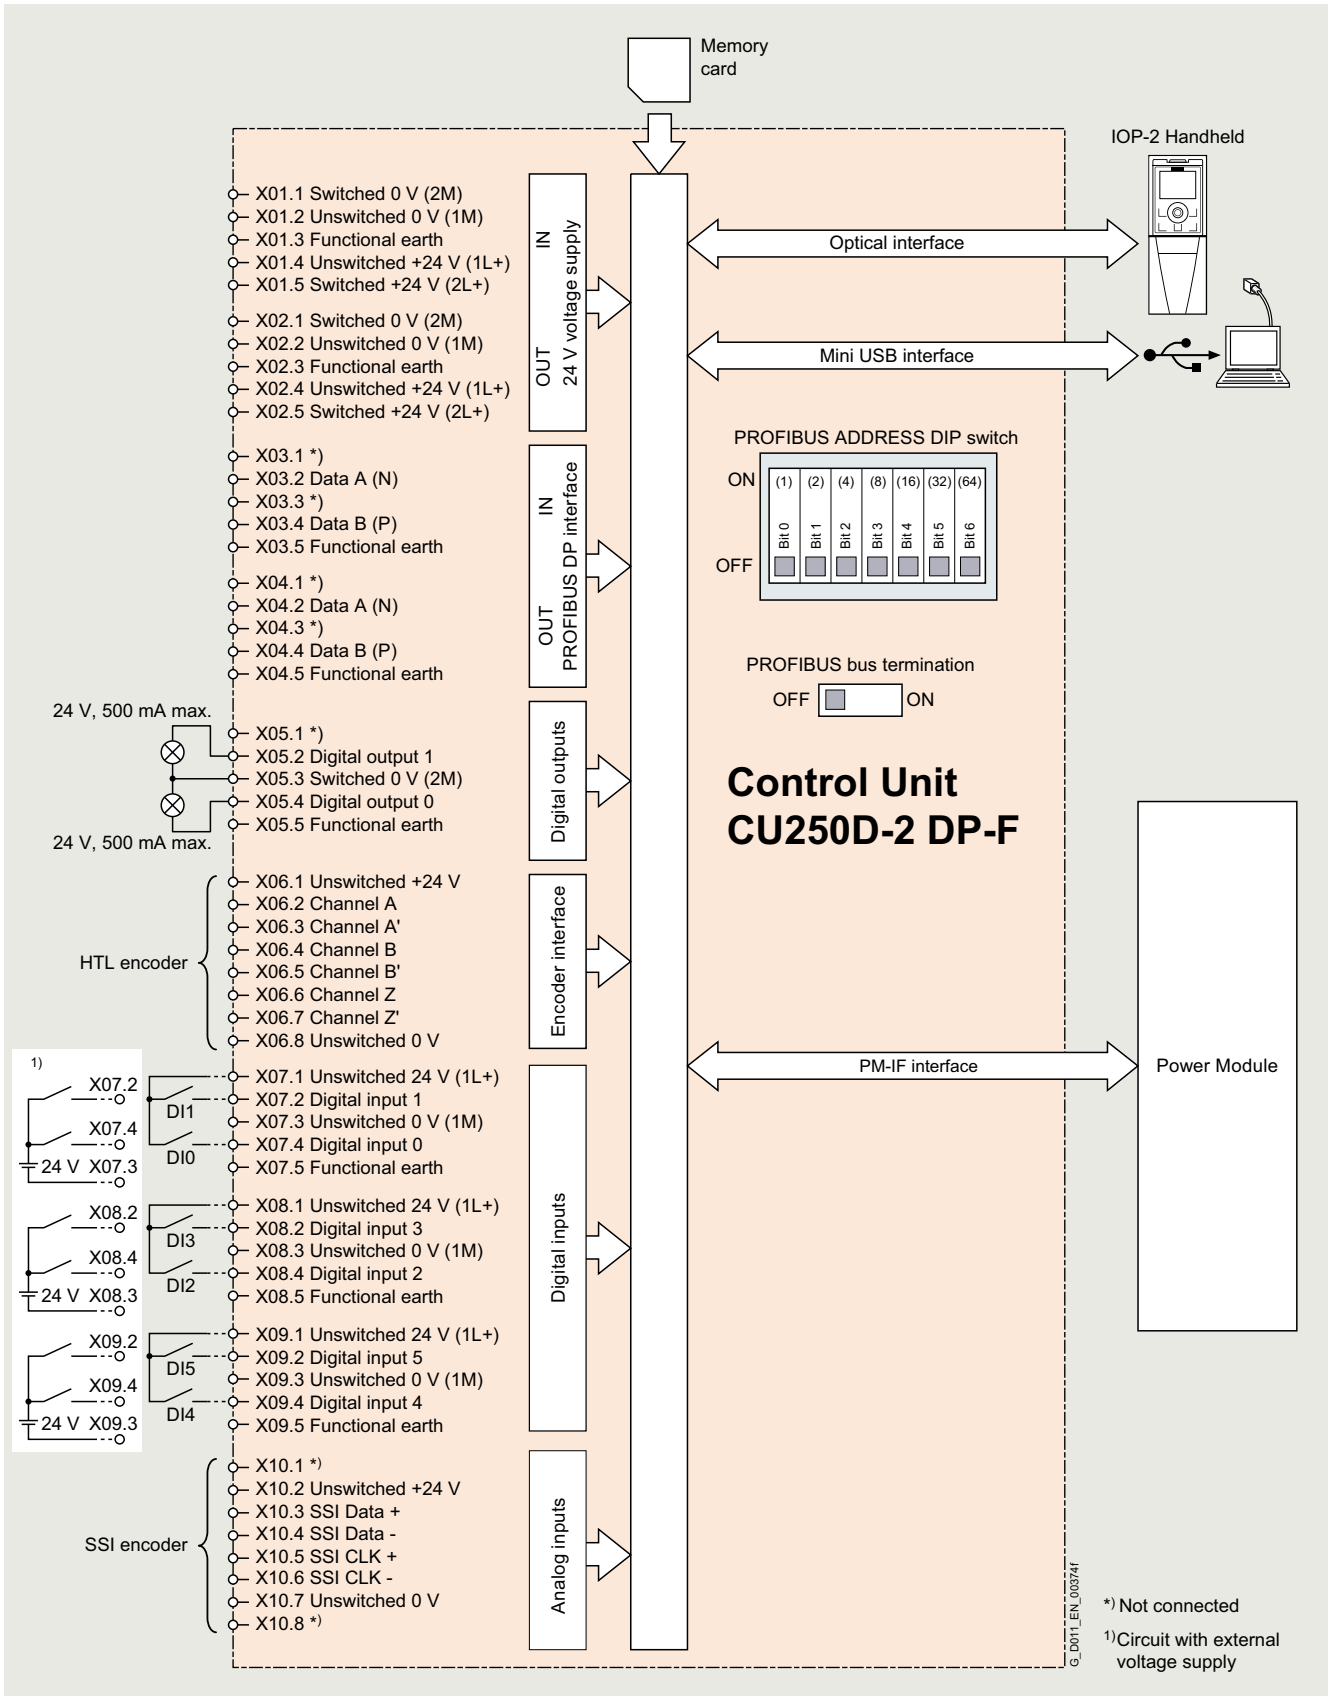 Memory
card
IOP-2 Handheld
X01.1 Switched 0 V (2M)
X01.2 Unswitched 0 V (1M)
X01.3 Functional earth
X01.4 Unswitched +24 V (1L+)
X01.5 Switched +24 V (2L+)
X02.1 Switched 0 V (2M)
X02.2 Unswitched 0 V (1M)
X02.3 Functional earth
X02.4 Unswitched +24 V (1L+)
X02.5 Switched +24 V (2L+)
OUT IN
24 V voltage supply
Optical interface
Mini USB interface
X03.1 *)
X03.2 Data A (N)
X03.3 *)
X03.4 Data B (P)
X03.5 Functional earth
X04.1 *)
X04.2 Data A (N)
X04.3 *)
X04.4 Data B (P)
X04.5 Functional earth
OUT IN
PROFIBUS DP interface
PROFIBUS ADDRESS DIP switch
ON
(1) (2) (4) (8) (16) (32) (64)
Bit 0 Bit 1 Bit 2 Bit 3 Bit 4 Bit 5 Bit 6
OFF
PROFIBUS bus termination
OFF ON
24 V, 500 mA max.
X05.1 *)
X05.2 Digital output 1
X05.3 Switched 0 V (2M)
X05.4 Digital output 0
X05.5 Functional earth
24 V, 500 mA max.
Digital outputs
Control Unit
CU250D-2 DP-F
HTL encoder
X06.1 Unswitched +24 V
X06.2 Channel A
X06.3 Channel A'
X06.4 Channel B
X06.5 Channel B'
X06.6 Channel Z
X06.7 Channel Z'
X06.8 Unswitched 0 V
Encoder interface
PM-IF interface
Power Module
1)
X07.2
X07.4
24 V X07.3
DI1
DI0
X07.1 Unswitched 24 V (1L+)
X07.2 Digital input 1
X07.3 Unswitched 0 V (1M)
X07.4 Digital input 0
X07.5 Functional earth
X08.2
X08.4
24 V X08.3
DI3
DI2
X08.1 Unswitched 24 V (1L+)
X08.2 Digital input 3
X08.3 Unswitched 0 V (1M)
X08.4 Digital input 2
X08.5 Functional earth
X09.2
X09.4
24 V X09.3
DI5
DI4
X09.1 Unswitched 24 V (1L+)
X09.2 Digital input 5
X09.3 Unswitched 0 V (1M)
X09.4 Digital input 4
X09.5 Functional earth
Digital inputs
SSI encoder
X10.1 *)
X10.2 Unswitched +24 V
X10.3 SSI Data +
X10.4 SSI Data -
X10.5 SSI CLK +
X10.6 SSI CLK -
X10.7 Unswitched 0 V
X10.8 *)
Analog inputs
G_D011_EN_00374f
*) Not connected
1)Circuit with external
voltage supply